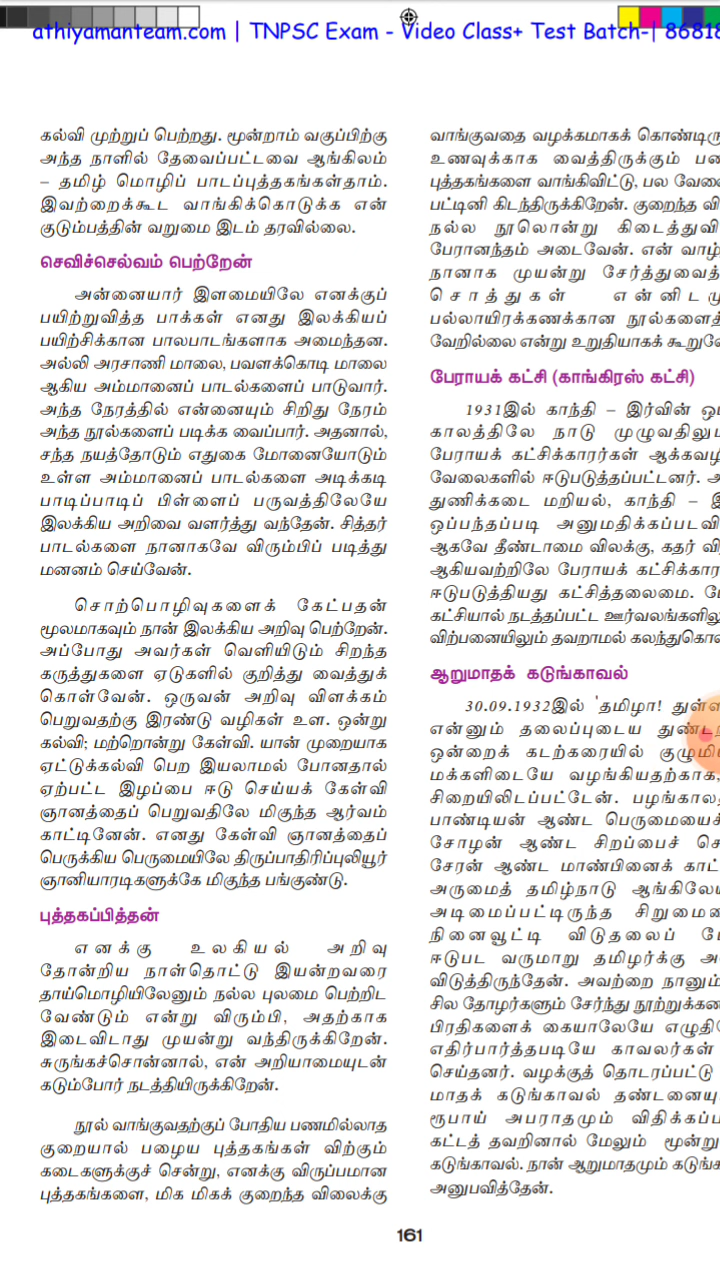 athiyamanteam.com | TNPSC Exam - Video Class+ Test Batch-| 86818
கல்வி முற்றுப் பெற்றது. மூன்றாம் வகுப்பிற்கு
அந்த நாளில் தேவைப்பட்டவை ஆங்கிலம்
– தமிழ் மொழிப் பாடப்புத்தகங்கள்தாம்.
இவற்றைக்கூட வாங்கிக்கொடுக்க என்
குடும்பத்தின் வறுமை இடம் தரவில்லை.
செவிச்செல்வம் பெற்றேன்
அன்னையார் இளமையிலே எனக்குப்
பயிற்றுவித்த பாக்கள் எனது இலக்கியப்
பயிற்சிக்கான பாலபாடங்களாக அமைந்தன.
அல்லி அரசாணி மாலை, பவளக்கொடி மாலை
ஆகிய அம்மானைப் பாடல்களைப் பாடுவார்.
அந்த நேரத்தில் என்னையும் சிறிது நேரம்
அந்த நூல்களைப் படிக்க வைப்பார். அதனால்,
சந்த நயத்தோடும் எதுகை மோனையோடும்
உள்ள அம்மானைப் பாடல்களை அடிக்கடி
பாடிப்பாடிப் பிள்ளைப் பருவத்திலேயே
இலக்கிய அறிவை வளர்த்து வந்தேன். சித்தர்
பாடல்களை நானாகவே விரும்பிப் படித்து
மனனம் செய்வேன்.
சொற்பொழிவுகளைக் கேட்பதன்
மூலமாகவும் நான் இலக்கிய அறிவு பெற்றேன்.
அப்போது அவர்கள் வெளியிடும் சிறந்த
கருத்துகளை ஏடுகளில் குறித்து வைத்துக்
கொள்வேன். ஒருவன் அறிவு விளக்கம்
பெறுவதற்கு இரண்டு வழிகள் உள. ஒன்று
கல்வி; மற்றொன்று கேள்வி. யான் முறையாக
ஏட்டுக்கல்வி பெற இயலாமல் போனதால்
ஏற்பட்ட இழப்பை ஈடு செய்யக் கேள்வி
ஞானத்தைப் பெறுவதிலே மிகுந்த ஆர்வம்
காட்டினேன். எனது கேள்வி ஞானத்தைப்
பெருக்கிய பெருமையிலே திருப்பாதிரிப்புலியூர்
ஞானியாரடிகளுக்கே மிகுந்த பங்குண்டு.
புத்தகப்பித்தன்
எனக்கு உலகியல் அறிவு
தோன்றிய நாள்தொட்டு இயன்றவரை
தாய்மொழியிலேனும் நல்ல புலமை பெற்றிட
வேண்டும் என்று விரும்பி, அதற்காக
இடைவிடாது முயன்று வந்திருக்கிறேன்.
சுருங்கச்சொன்னால், என் அறியாமையுடன்
கடும்போர் நடத்தியிருக்கிறேன்.
நூல் வாங்குவதற்குப் போதிய பணமில்லாத
குறையால் பழைய புத்தகங்கள் விற்கும்
கடைகளுக்குச் சென்று, எனக்கு விருப்பமான
புத்தகங்களை, மிக மிகக் குறைந்த விலைக்கு
வாங்குவதை வழக்கமாகக் கொண்டிரு
உணவுக்காக வைத்திருக்கும் பண
புத்தகங்களை வாங்கிவிட்டு, பல வேலை
பட்டினி கிடந்திருக்கிறேன். குறைந்த வி
நல்ல நூலொன்று கிடைத்துவி
பேரானந்தம் அடைவேன். என் வாழ்
நானாக முயன்று சேர்த்துவைத்
சொத்துகள் என்னிடமு
பல்லாயிரக்கணக்கான நூல்களைத்
வேறில்லை என்று உறுதியாகக் கூறுவே
பேராயக் கட்சி (காங்கிரஸ் கட்சி)
1931இல் காந்தி – இர்வின் ஒப
காலத்திலே நாடு முழுவதிலு
பேராயக் கட்சிக்காரர்கள் ஆக்கவழி
வேலைகளில் ஈடுபடுத்தப்பட்டனர். அ
துணிக்கடை மறியல், காந்தி – இ
ஒப்பந்தப்படி அனுமதிக்கப்படவி
ஆகவே தீண்டாமை விலக்கு, கதர் வி
ஆகியவற்றிலே பேராயக் கட்சிக்கார
ஈடுபடுத்தியது கட்சித்தலைமை. பே
கட்சியால் நடத்தப்பட்ட ஊர்வலங்களிலு
விற்பனையிலும் தவறாமல் கலந்துகொ
ஆறுமாதக் கடுங்காவல்
30.09.1932இல் 'தமிழா! துள்ள
என்னும் தலைப்புடைய துண்டற
ஒன்றைக் கடற்கரையில் குழுமி
மக்களிடையே வழங்கியதற்காக,
சிறையிலிடப்பட்டேன். பழங்கால
பாண்டியன் ஆண்ட பெருமையைக்
சோழன் ஆண்ட சிறப்பைச் செ
சேரன் ஆண்ட மாண்பினைக் காட்
அருமைத் தமிழ்நாடு ஆங்கிலே
அடிமைப்பட்டிருந்த சிறுமை
நினைவூட்டி விடுதலைப் பே
ஈடுபட வருமாறு தமிழர்க்கு அ
விடுத்திருந்தேன். அவற்றை நானும்
சில தோழர்களும் சேர்ந்து நூற்றுக்கண
பிரதிகளைக் கையாலேயே எழுதி
எதிர்பார்த்தபடியே காவலர்கள்
செய்தனர். வழக்குத் தொடரப்பட்டு
மாதக் கடுங்காவல் தண்டனையு
ரூபாய் அபராதமும் விதிக்கப்ப
கட்டத் தவறினால் மேலும் மூன்று
கடுங்காவல். நான் ஆறுமாதமும் கடுங்க
அனுபவித்தேன்.
161